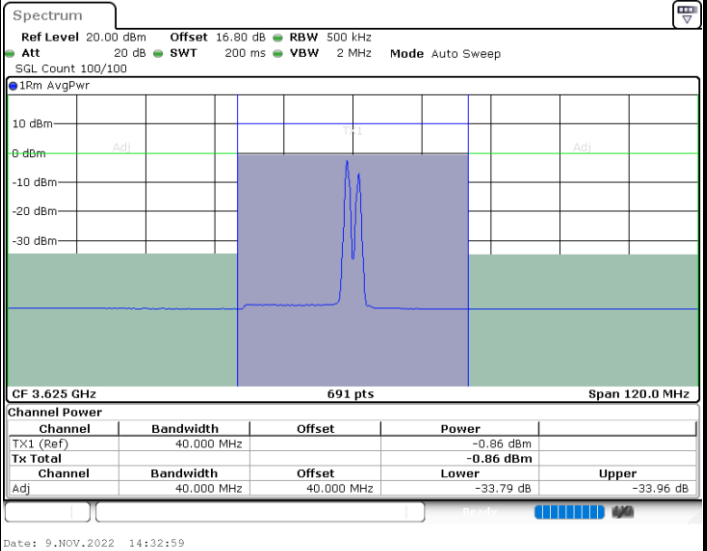 Spectrum
Ref Level 20.00 dBm Offset 16.80 dB RBW 500 kHz
Att 20 dB SWT 200 ms VBW 2 MHz Mode Auto Sweep
SGL Count 100/100
1Rm AvgPwr
10 dBm
TX1
Adj
Adj
0 dBm
-10 dBm
-20 dBm
-30 dBm
CF 3.625 GHz 691 pts Span 120.0 MHz
Channel Power
Channel Bandwidth Offset Power
TX1 (Ref) 40.000 MHz -0.86 dBm
Tx Total -0.86 dBm
Channel Bandwidth Offset Lower Upper
Adj 40.000 MHz 40.000 MHz -33.79 dB -33.96 dB
Ready
Date: 9.NOV.2022 14:32:59